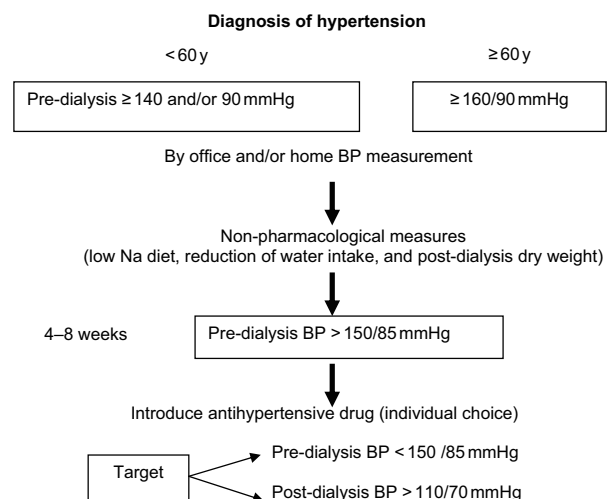 Diagnosis of hypertension
< 60 y
≥ 60 y
Pre-dialysis ≥ 140 and/or 90 mmHg
≥ 160/90 mmHg
By office and/or home BP measurement
Non-pharmacological measures
(low Na diet, reduction of water intake, and post-dialysis dry weight)
4–8 weeks
Pre-dialysis BP > 150/85 mmHg
Introduce antihypertensive drug (individual choice)
Target
Pre-dialysis BP < 150 /85 mmHg
Post-dialysis BP > 110/70 mmHg